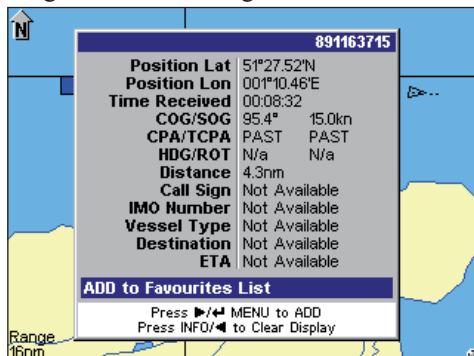 N
891163715
Position Lat 51°27.52'N
Position Lon 001°10.46'E
Time Received 00:08:32
COG/SOG 95.4° 15.0kn
CPA/TCPA PAST PAST
HDG/ROT N/a N/a
Distance 4.3nm
Call Sign Not Available
IMO Number Not Available
Vessel Type Not Available
Destination Not Available
ETA Not Available
ADD to Favourites List
Press ▶/↵ MENU to ADD
Press INFO/◀ to Clear Display
Range
16nm